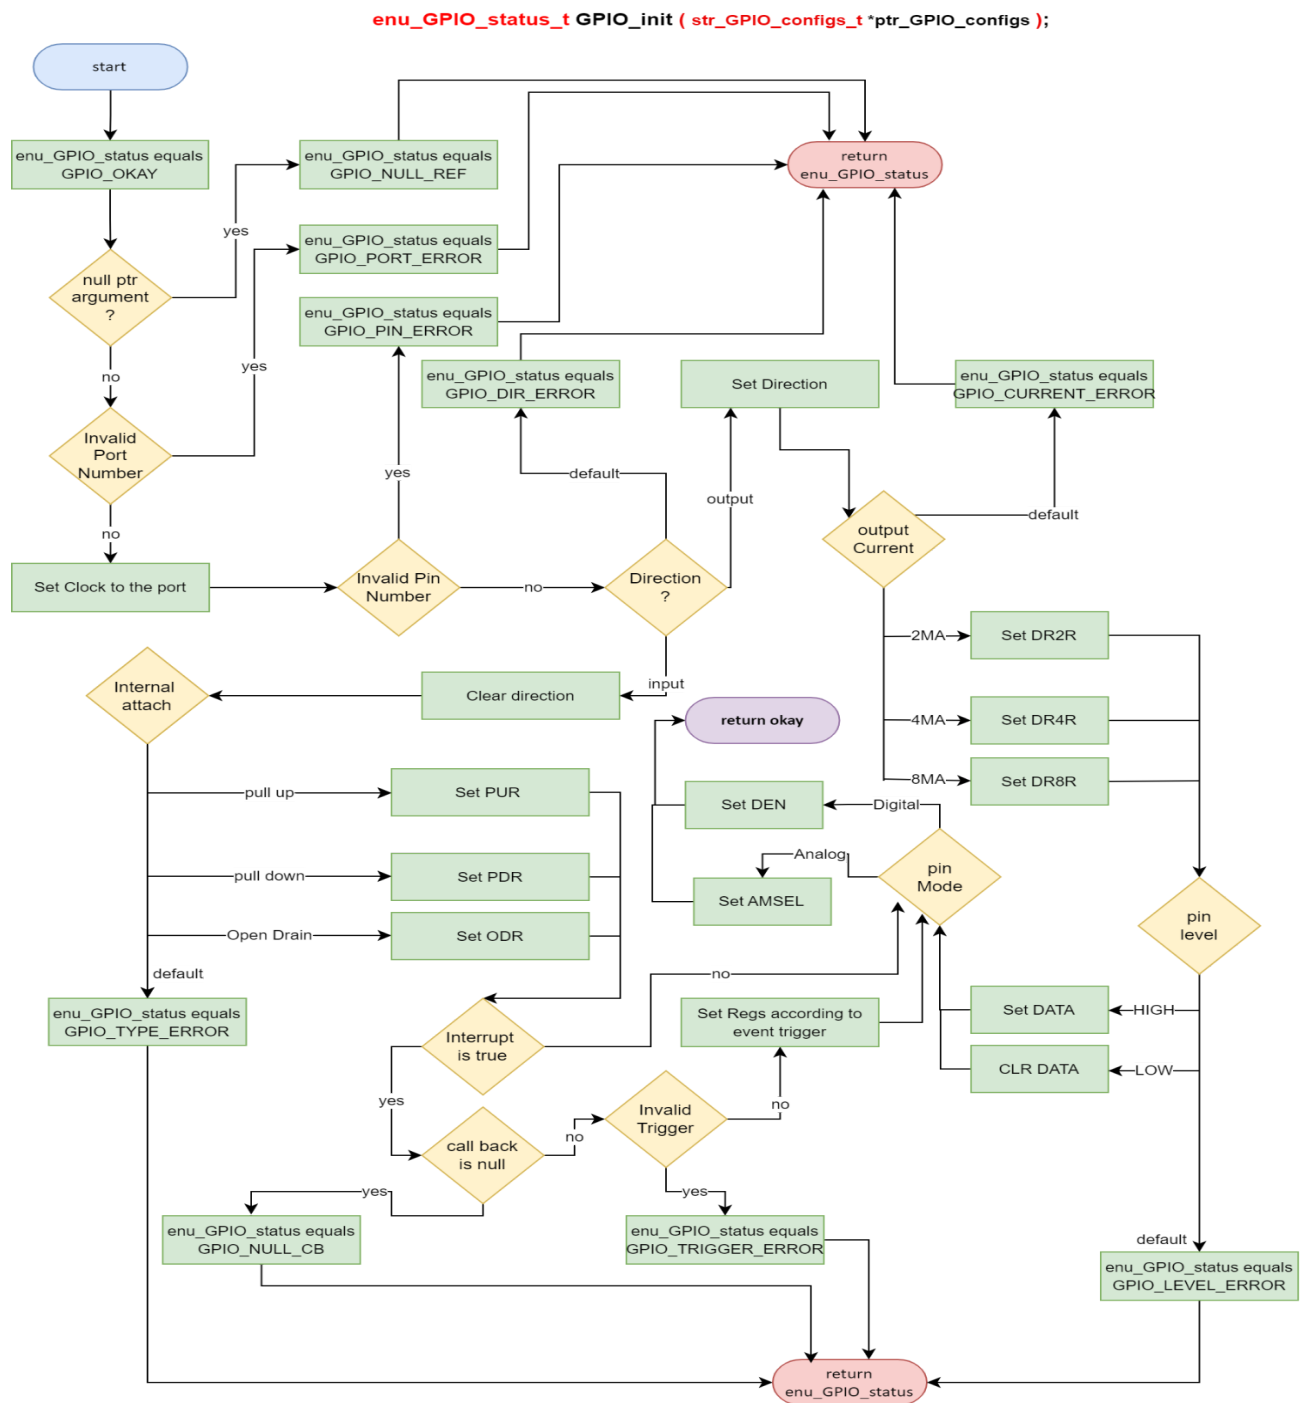 enu_GPIO_status_t GPIO_init ( str_GPIO_configs_t *ptr_GPIO_configs );
start
enu_GPIO_status equals
GPIO_OKAY
enu_GPIO_status equals
GPIO_NULL_REF
return
enu_GPIO_status
yes
enu_GPIO_status equals
GPIO_PORT_ERROR
null ptr
argument
?
enu_GPIO_status equals
GPIO_PIN_ERROR
no
yes
enu_GPIO_status equals
GPIO_DIR_ERROR
Set Direction
enu_GPIO_status equals
GPIO_CURRENT_ERROR
Invalid
Port
Number
yes
default
output
default
no
output
Current
Set Clock to the port
Invalid Pin
Number
no
Direction
?
2MA
Set DR2R
Internal
attach
Clear direction
input
return okay
4MA
Set DR4R
8MA
Set DR8R
pull up
Set PUR
Set DEN
Digital
Analog
pin
Mode
pull down
Set PDR
Set AMSEL
pin
level
Open Drain
Set ODR
default
no
enu_GPIO_status equals
GPIO_TYPE_ERROR
Set Regs according to
event trigger
Set DATA
HIGH
Interrupt
is true
CLR DATA
LOW
yes
Invalid
Trigger
no
call back
is null
no
yes
yes
enu_GPIO_status equals
GPIO_NULL_CB
enu_GPIO_status equals
GPIO_TRIGGER_ERROR
default
enu_GPIO_status equals
GPIO_LEVEL_ERROR
return
enu_GPIO_status